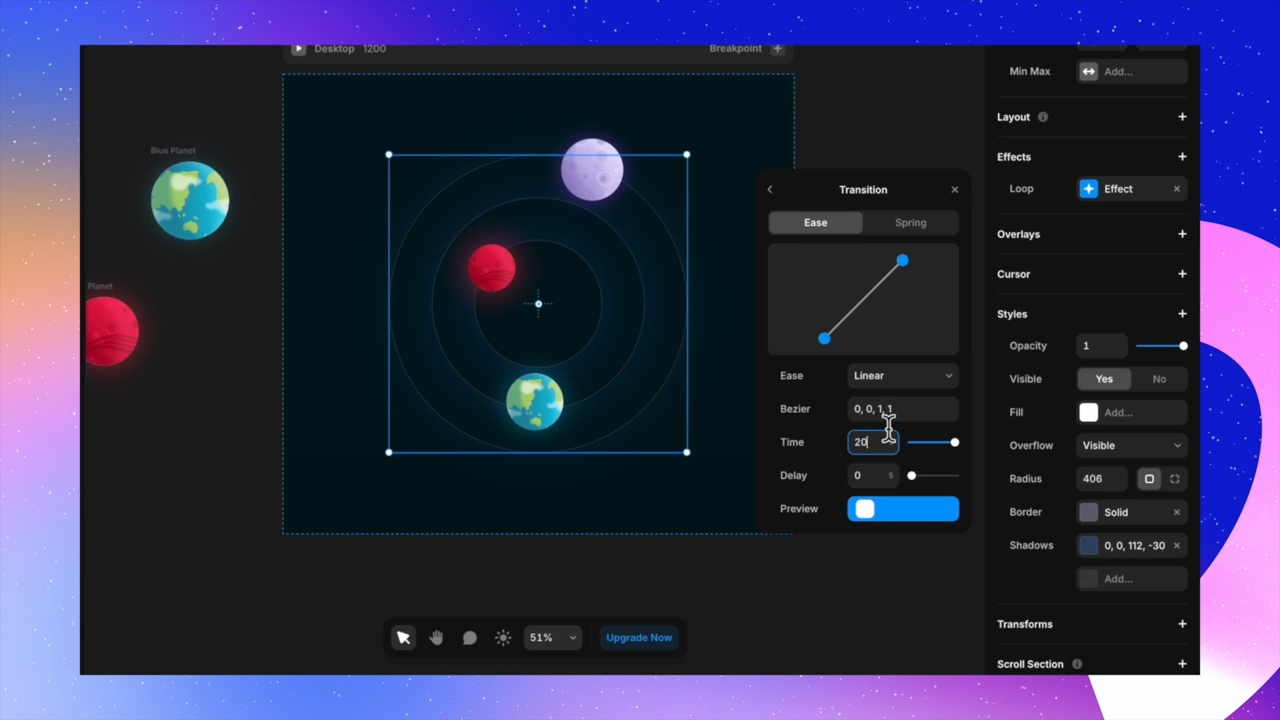 Desktop 1200
Breakpoint
Blue Planet
Planet
Transition
Ease
Spring
Ease Linear
Bezier 0, 0, 1, 1
Time 20
Delay 0 s
Preview
Min Max Add...
Layout
Effects
Loop Effect
Overlays
Cursor
Styles
Opacity 1
Visible Yes No
Fill Add...
Overflow Visible
Radius 406
Border Solid
Shadows 0, 0, 112, -30
Add...
Transforms
Scroll Section
51%
Upgrade Now